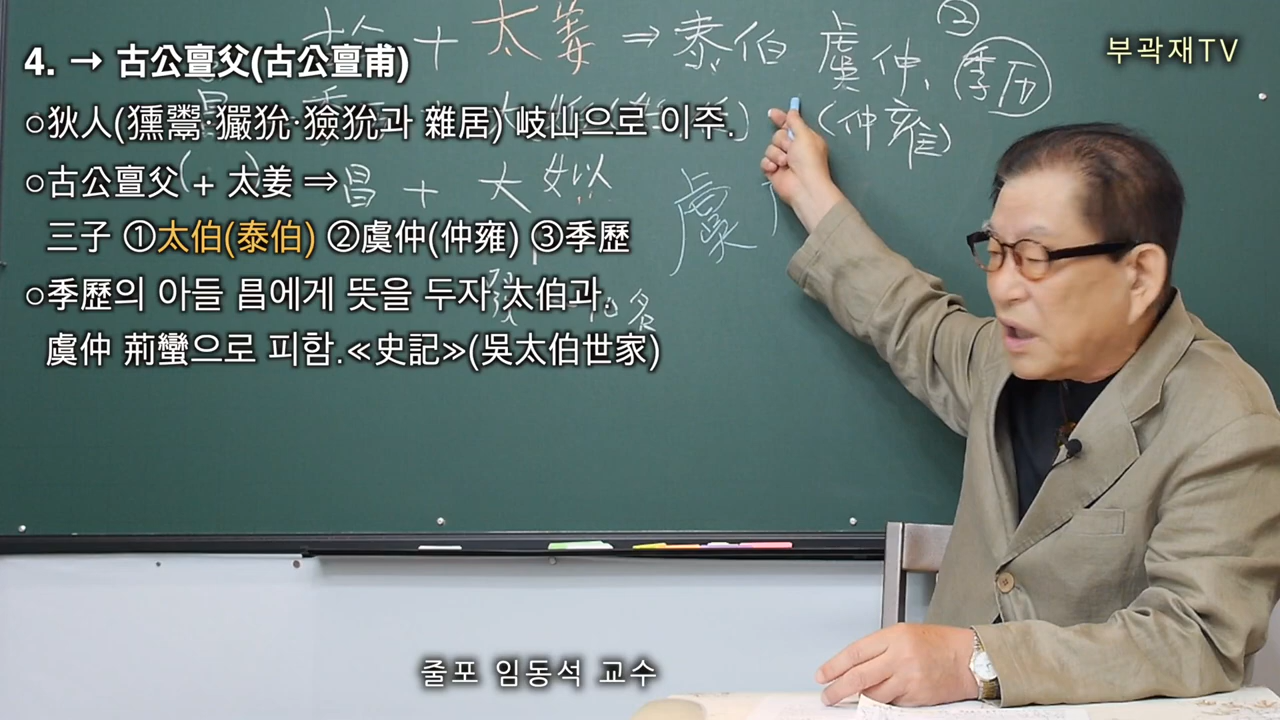 4. → 古公亶父(古公亶甫)
○狄人(獯鬻·玁狁·獫狁과 雜居) 岐山으로 이주.
○古公亶父 + 太姜 ⇒
三子 ①太伯(泰伯) ②虞仲(仲雍) ③季歷
○季歷의 아들 昌에게 뜻을 두자 太伯과,
虞仲 荊蠻으로 피함.≪史記≫(吳太伯世家)
부곽재TV
+ 太姜 ⇒ 泰伯 虞仲、 季历
②
(仲雍)
昌 + 太姒 以
虞
줄포 임동석 교수